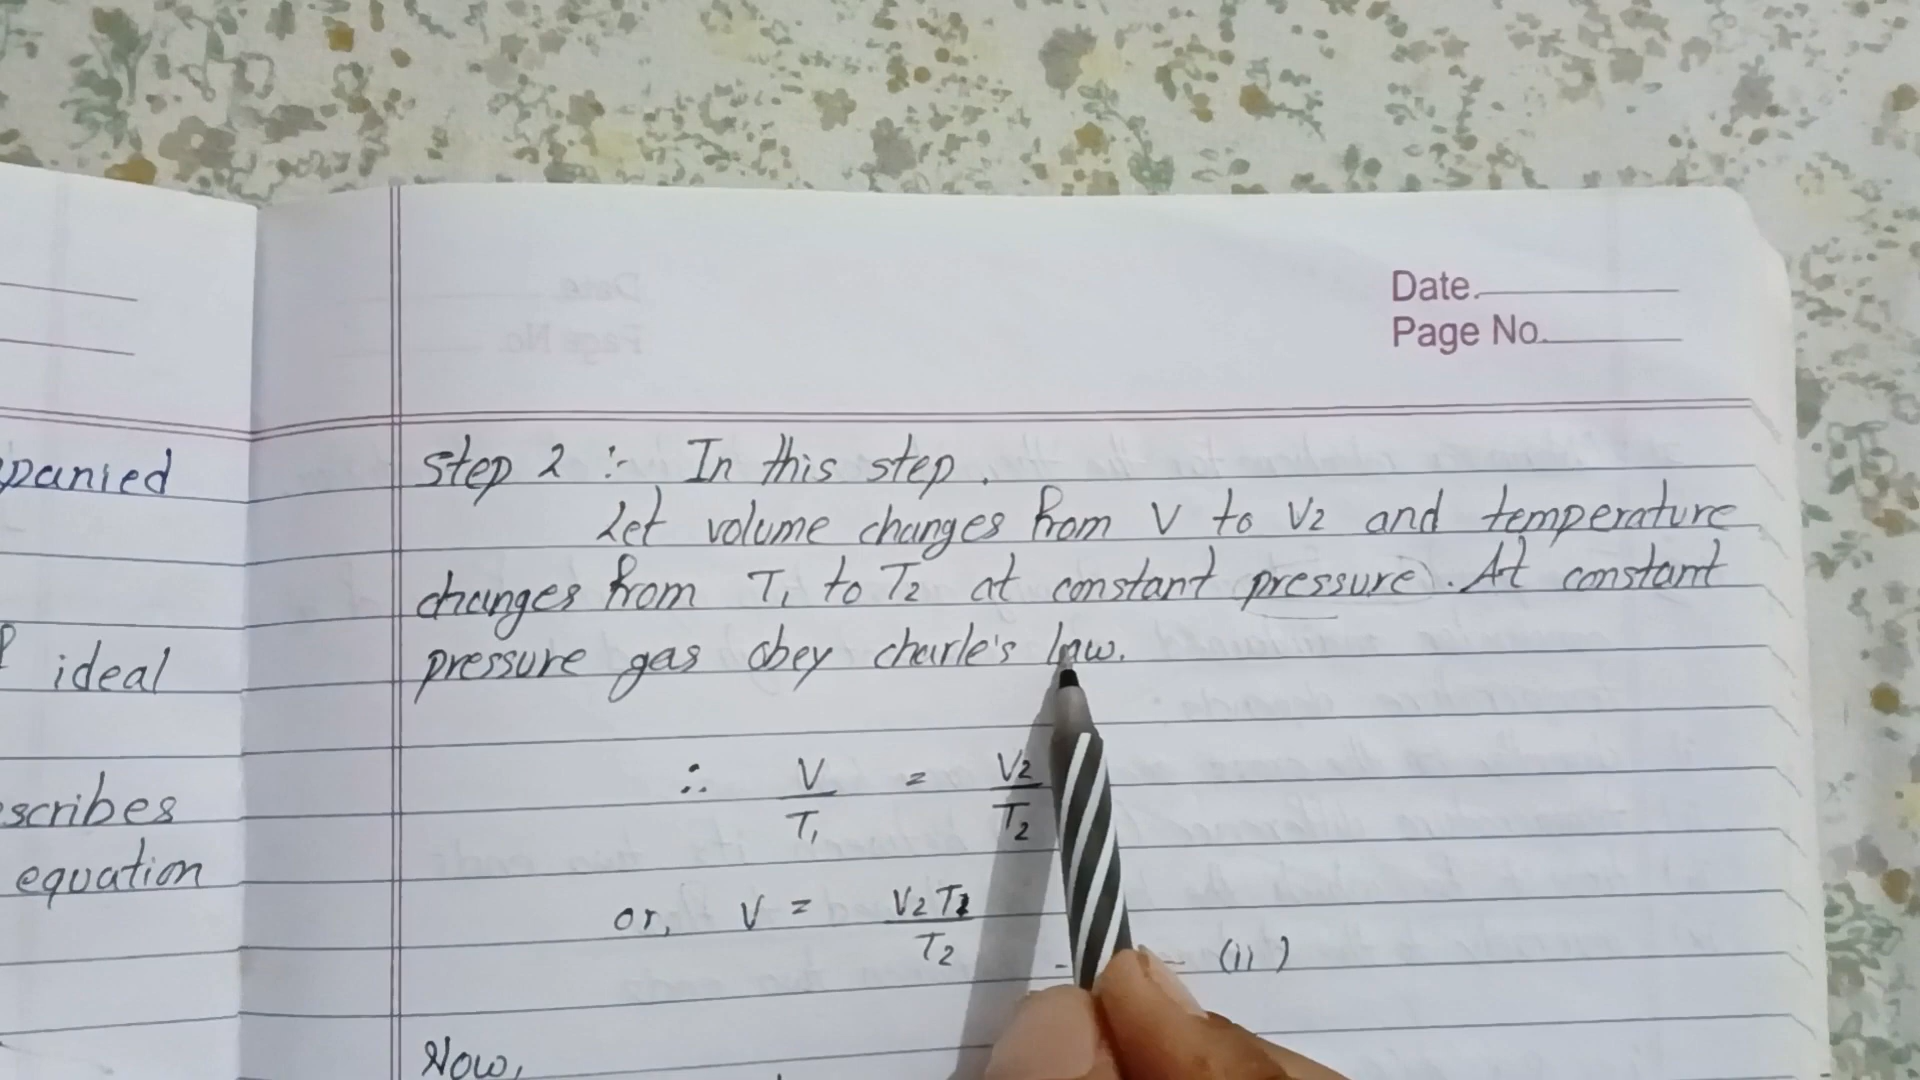 Date.
Page No.
panied
ideal
scribes
equation
Step 2 :- In this step,
Let volume changes from V to V2 and temperature
changes from T1 to T2 at constant pressure. At constant
pressure gas obey charle's law.
∴ V/T1 = V2/T2
or, V = V2 T1/T2 - - (ii)
Now,